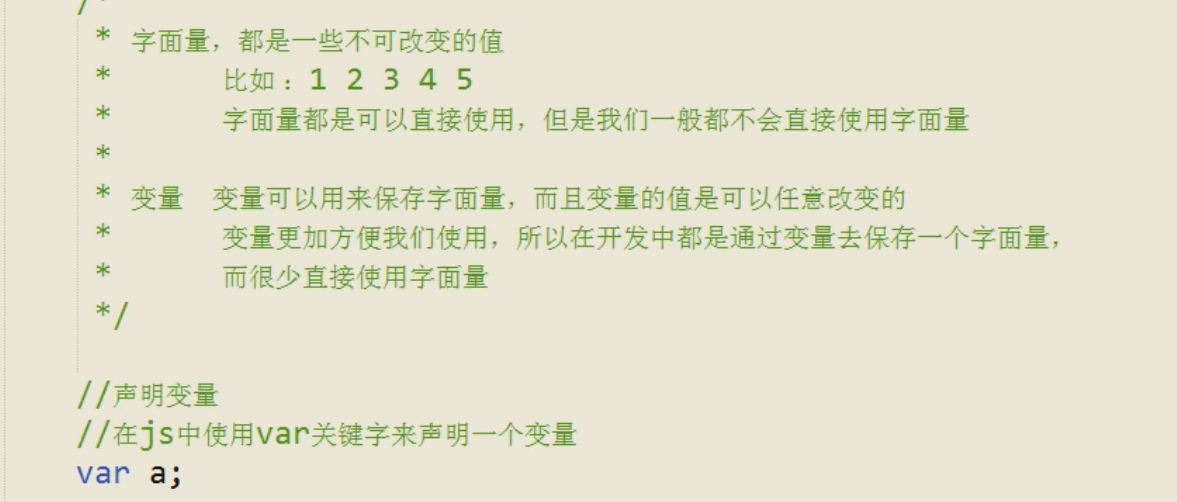 /*
* 字面量，都是一些不可改变的值
* 比如：1 2 3 4 5
* 字面量都是可以直接使用，但是我们一般都不会直接使用字面量
*
* 变量 变量可以用来保存字面量，而且变量的值是可以任意改变的
* 变量更加方便我们使用，所以在开发中都是通过变量去保存一个字面量，
* 而很少直接使用字面量
*/
//声明变量
//在js中使用var关键字来声明一个变量
var a;